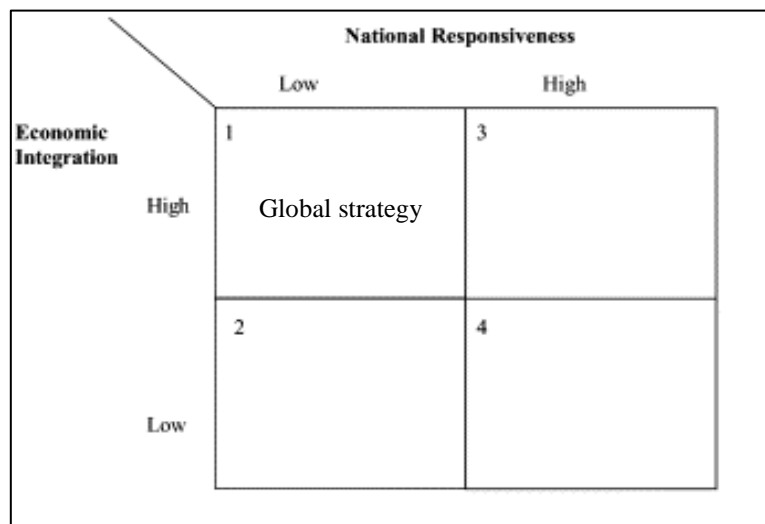 National Responsiveness
Low
High
Economic
Integration
1
3
High
Global strategy
2
4
Low